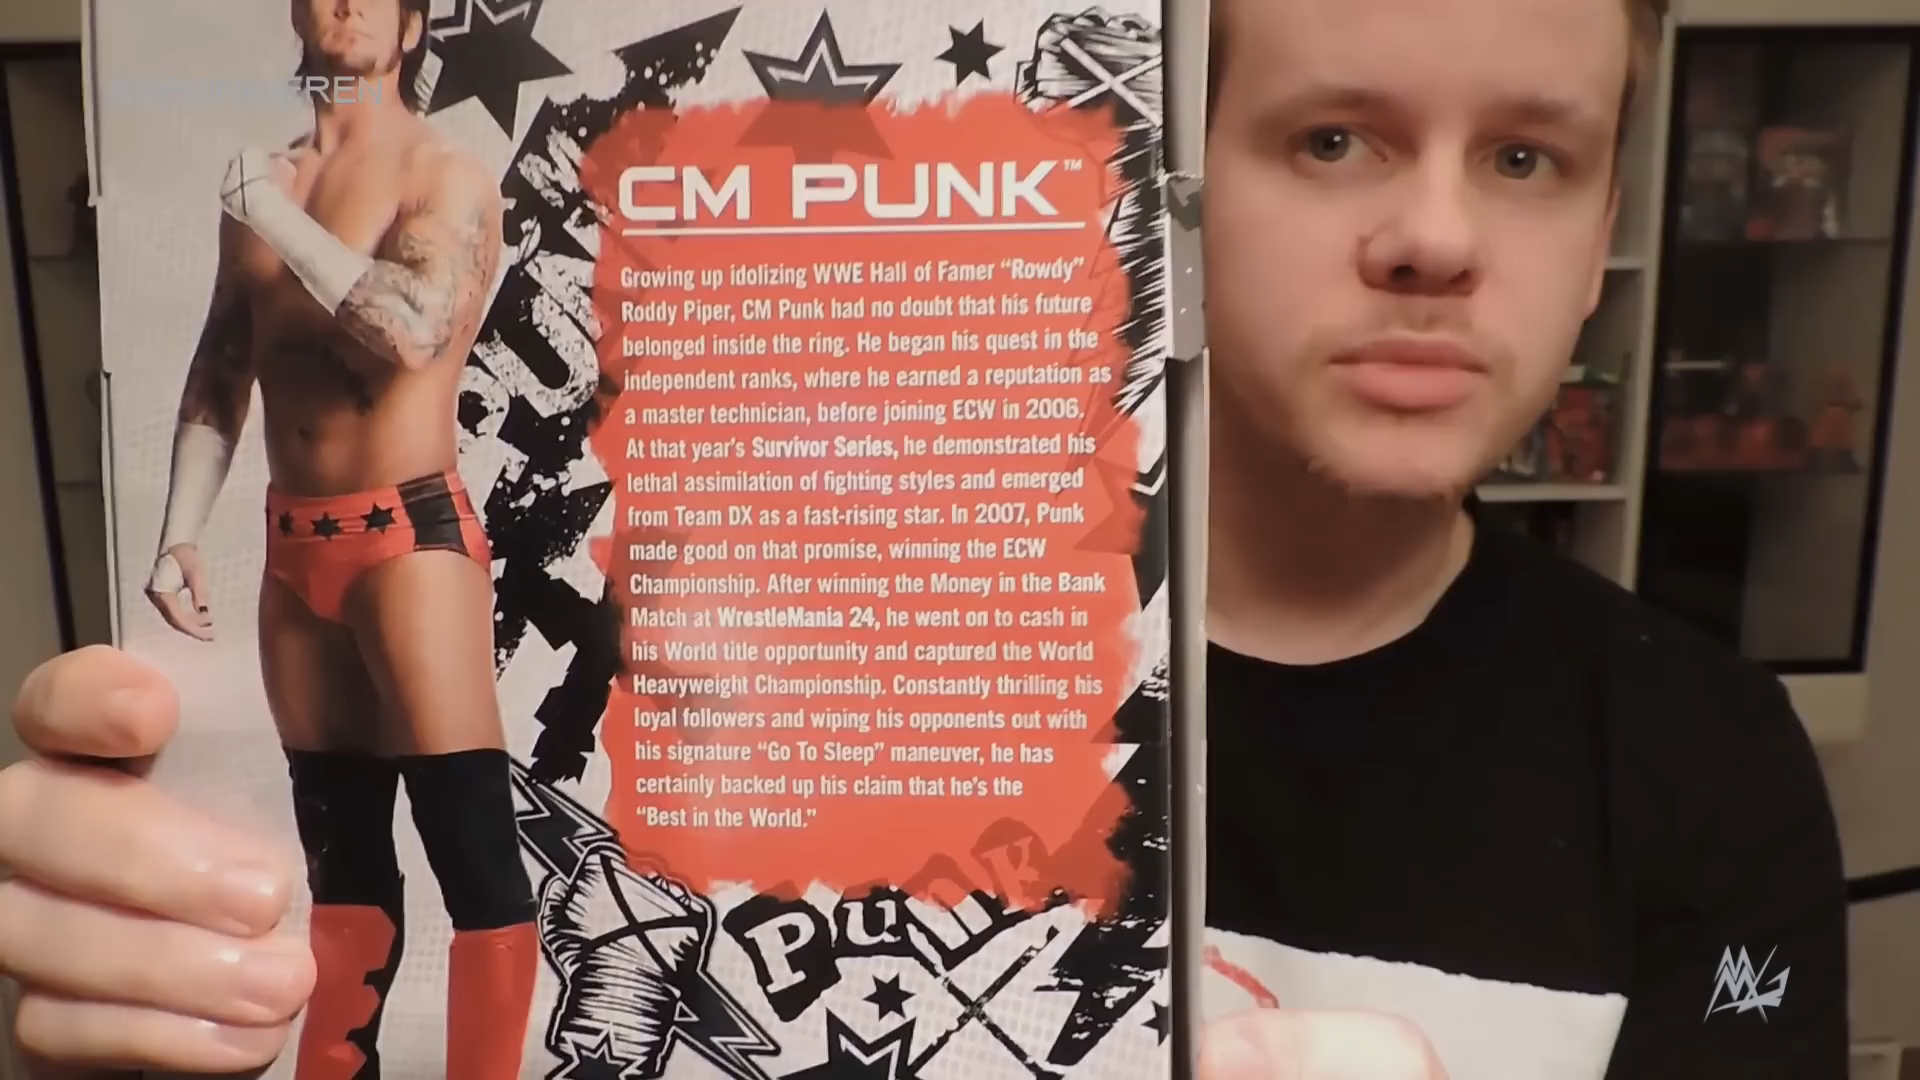 EREN
CM PUNK™
Growing up idolizing WWE Hall of Famer “Rowdy”
Roddy Piper, CM Punk had no doubt that his future
belonged inside the ring. He began his quest in the
independent ranks, where he earned a reputation as
a master technician, before joining ECW in 2006.
At that year’s Survivor Series, he demonstrated his
lethal assimilation of fighting styles and emerged
from Team DX as a fast-rising star. In 2007, Punk
made good on that promise, winning the ECW
Championship. After winning the Money in the Bank
Match at WrestleMania 24, he went on to cash in
his World title opportunity and captured the World
Heavyweight Championship. Constantly thrilling his
loyal followers and wiping his opponents out with
his signature “Go To Sleep” maneuver, he has
certainly backed up his claim that he’s the
“Best in the World.”
PUNK